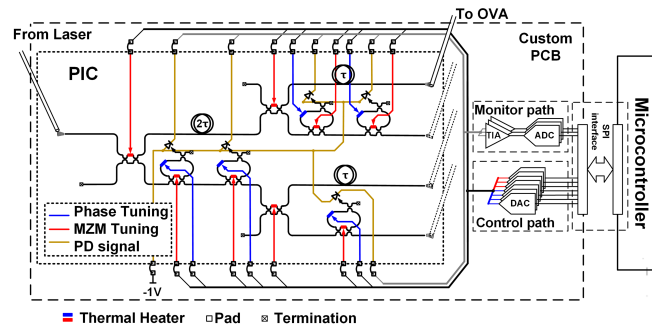 To OVA
From Laser
Custom
PCB
PIC
τ
2τ
τ
Monitor path
TIA
ADC
SPI
interface
Microcontroller
DAC
Control path
Phase Tuning
MZM Tuning
PD signal
-1V
Thermal Heater
Pad
Termination